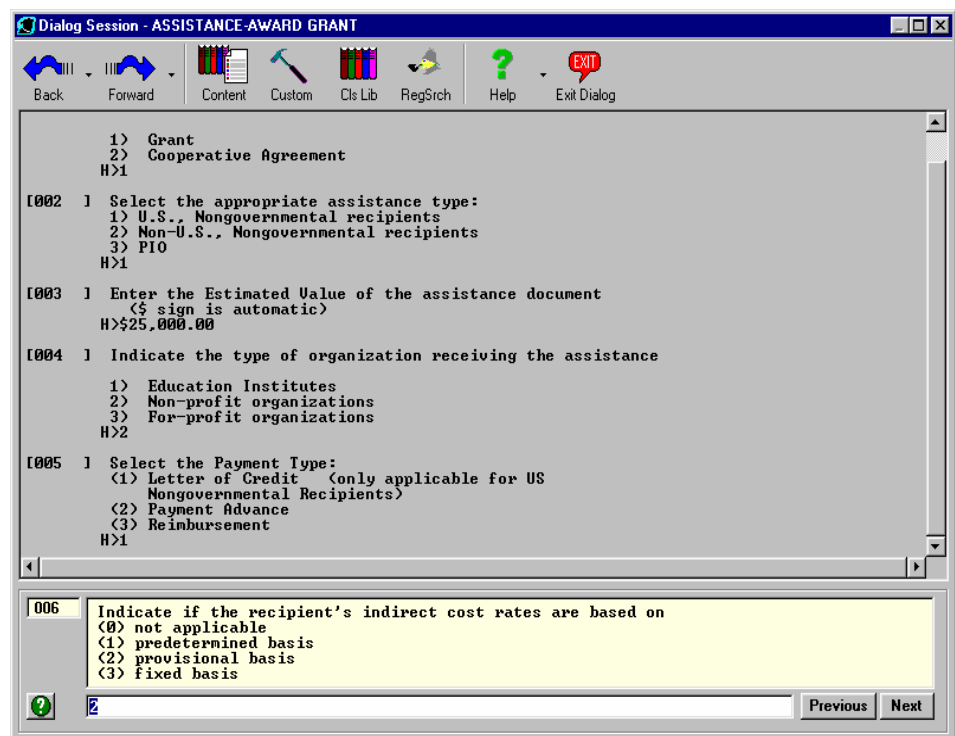 Dialog Session - ASSISTANCE-AWARD GRANT
Back Forward Content Custom Cls Lib RegSrch Help EXIT Exit Dialog
1) Grant
2) Cooperative Agreement
H>1
[002 ] Select the appropriate assistance type:
1) U.S., Nongovernmental recipients
2) Non-U.S., Nongovernmental recipients
3) PIO
H>1
[003 ] Enter the Estimated Value of the assistance document
($ sign is automatic)
H>$25,000.00
[004 ] Indicate the type of organization receiving the assistance
1) Education Institutes
2) Non-profit organizations
3) For-profit organizations
H>2
[005 ] Select the Payment Type:
(1) Letter of Credit (only applicable for US
Nongovernmental Recipients)
(2) Payment Advance
(3) Reimbursement
H>1
006 Indicate if the recipient's indirect cost rates are based on
(0) not applicable
(1) predetermined basis
(2) provisional basis
(3) fixed basis
2 Previous Next